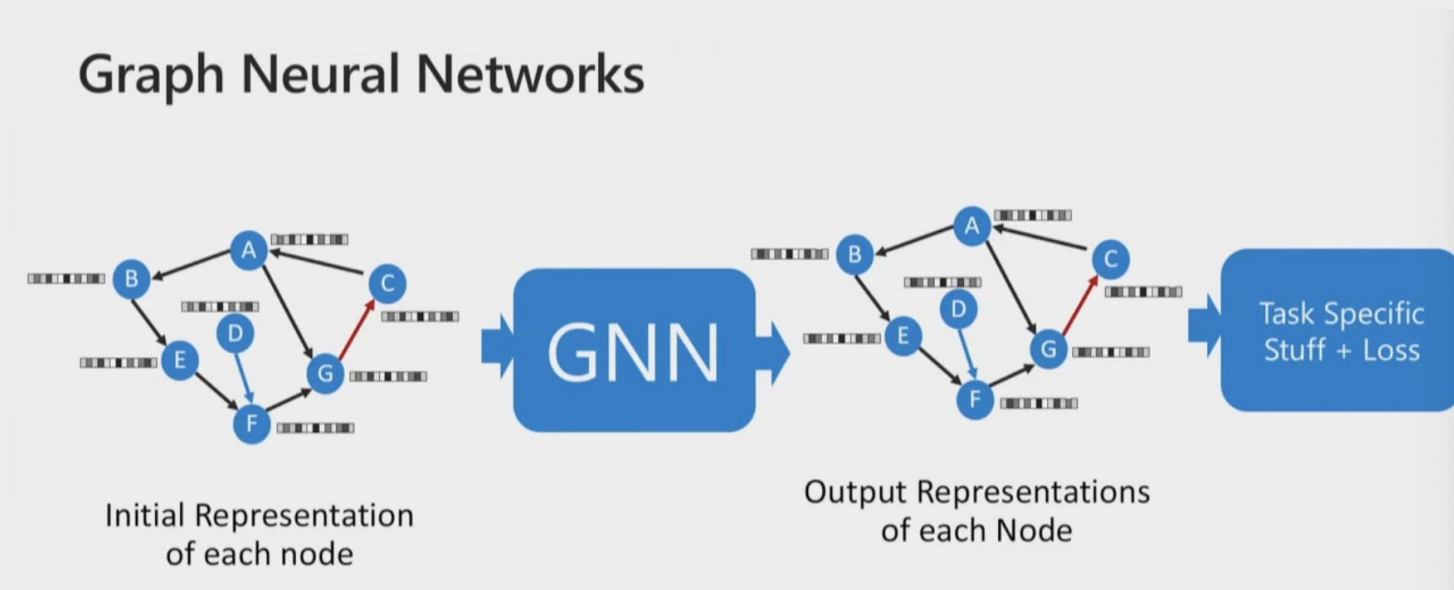 Graph Neural Networks
A
B
C
D
E
G
F
GNN
A
B
C
D
E
G
F
Task Specific
Stuff + Loss
Initial Representation
of each node
Output Representations
of each Node